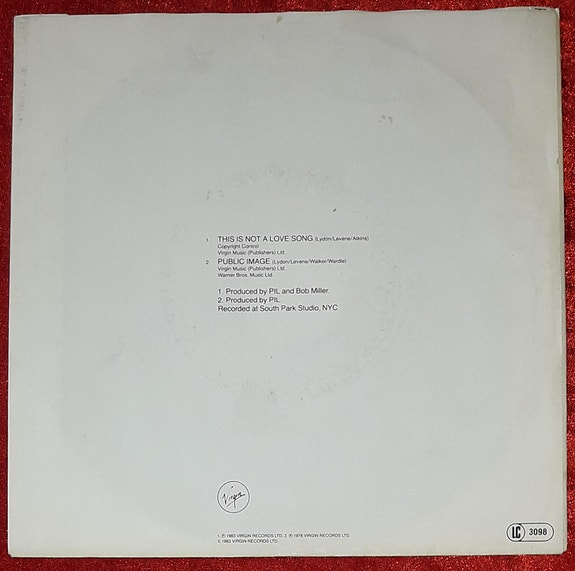 1. THIS IS NOT A LOVE SONG (Lydon/Levene/Atkins)
Copyright Control
Virgin Music (Publishers) Ltd.
2. PUBLIC IMAGE (Lydon/Levene/Walker/Wardle)
Virgin Music (Publishers) Ltd.
Warner Bros. Music Ltd.
1. Produced by PIL and Bob Miller.
2. Produced by PIL.
Recorded at South Park Studio, NYC
Virgin
1. ℗ 1983 VIRGIN RECORDS LTD. 2. ℗ 1978 VIRGIN RECORDS LTD.
© 1983 VIRGIN RECORDS LTD.
LC 3098